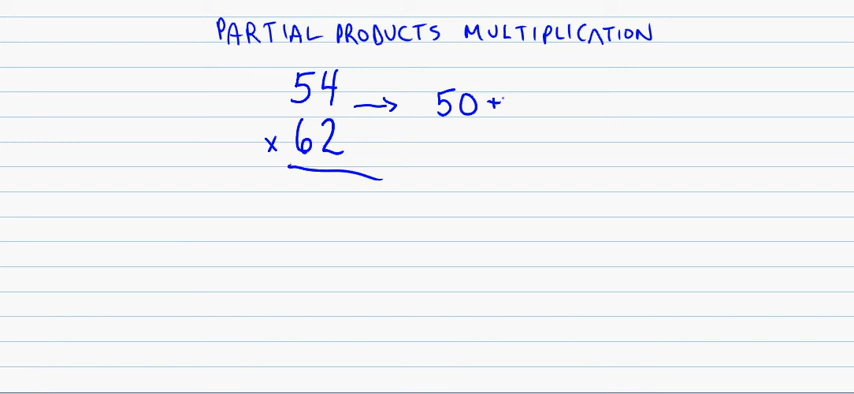 PARTIAL PRODUCTS MULTIPLICATION
54 → 50 +
x 62